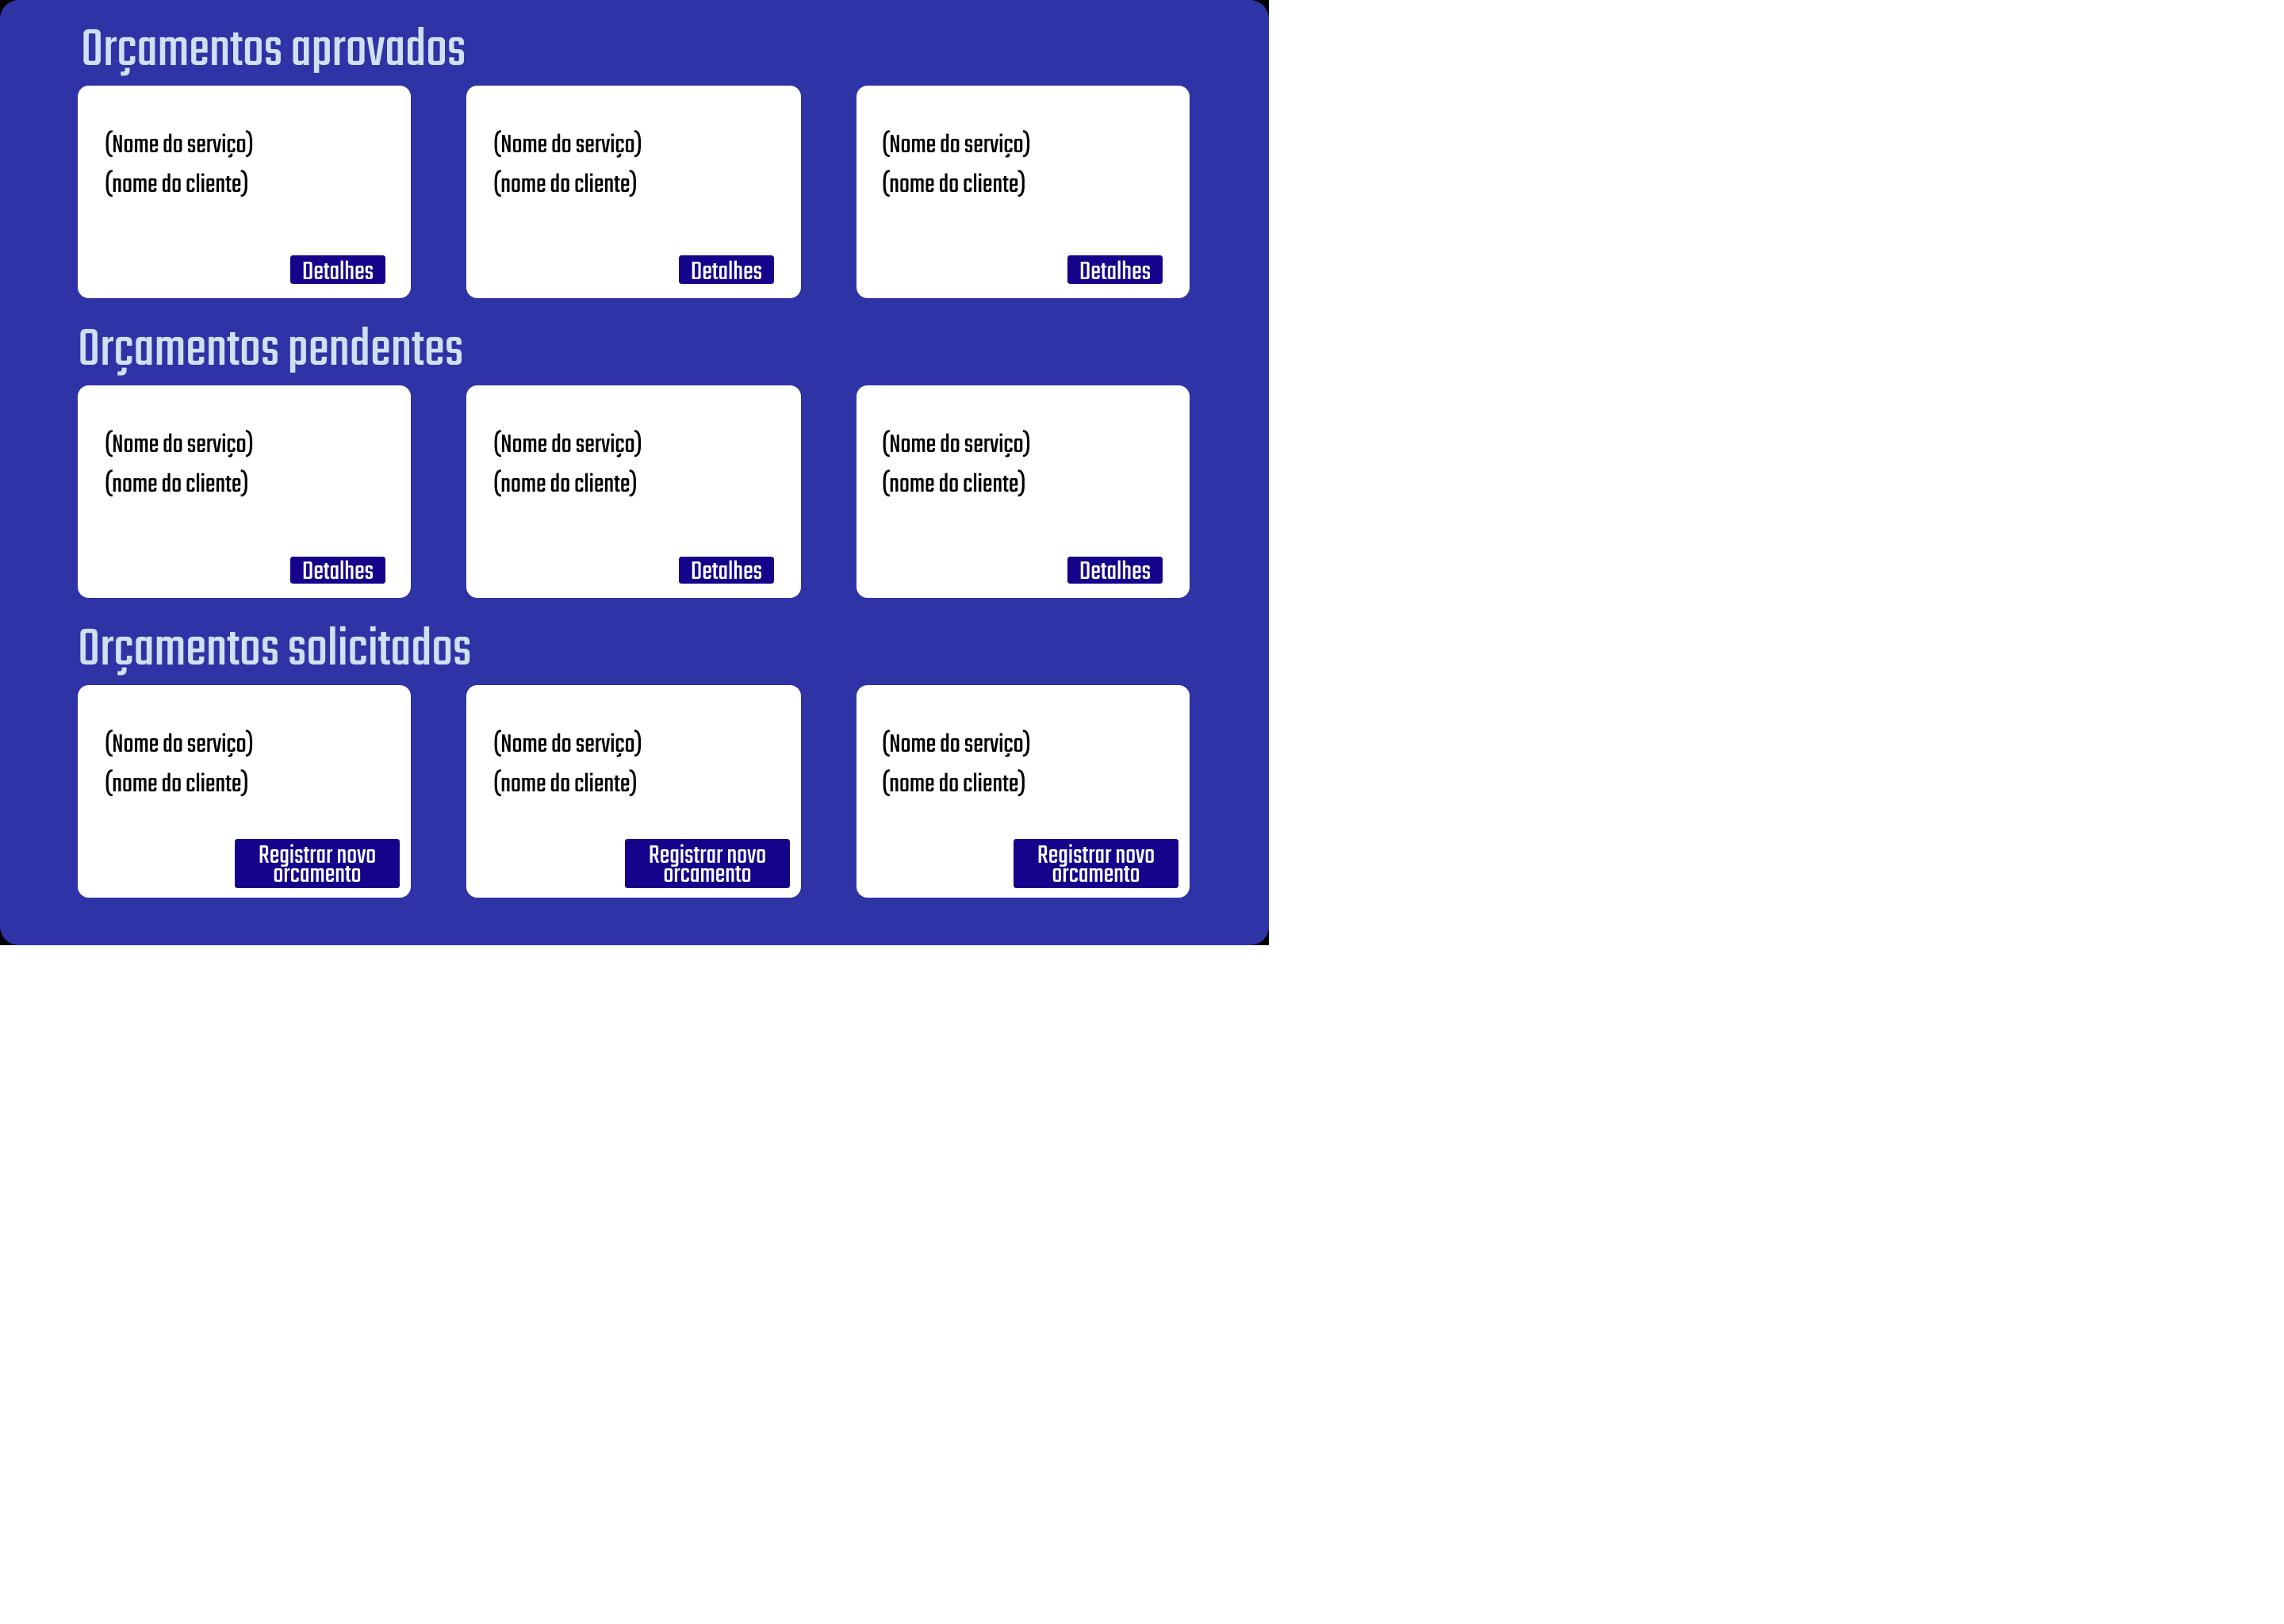 Orçamentos aprovados
(Nome do serviço)
(nome do cliente)
Detalhes
(Nome do serviço)
(nome do cliente)
Detalhes
(Nome do serviço)
(nome do cliente)
Detalhes
Orçamentos pendentes
(Nome do serviço)
(nome do cliente)
Detalhes
(Nome do serviço)
(nome do cliente)
Detalhes
(Nome do serviço)
(nome do cliente)
Detalhes
Orçamentos solicitados
(Nome do serviço)
(nome do cliente)
Registrar novo
orcamento
(Nome do serviço)
(nome do cliente)
Registrar novo
orcamento
(Nome do serviço)
(nome do cliente)
Registrar novo
orcamento